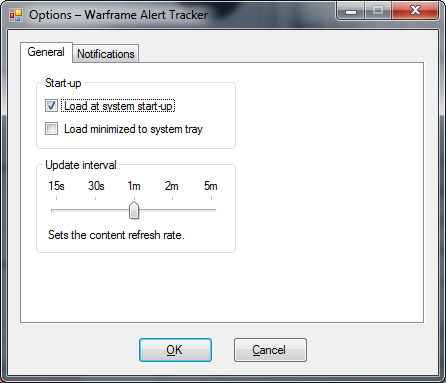 Options – Warframe Alert Tracker
General
Notifications
Start-up
Load at system start-up
Load minimized to system tray
Update interval
15s 30s 1m 2m 5m
Sets the content refresh rate.
OK
Cancel